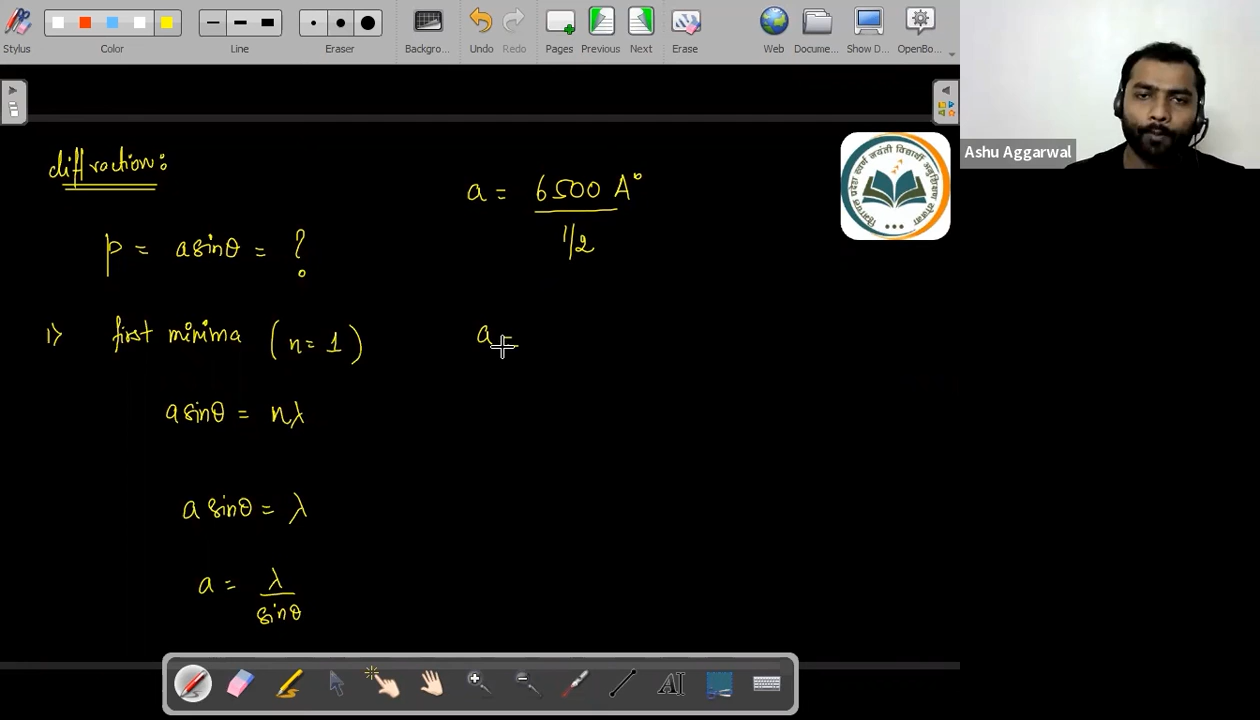 Stylus
Color
Line
Eraser
Backgro...
Undo
Redo
Pages
Previous
Next
Erase
Web
Docume...
Show D...
OpenBo...
diffraction:
p = a sinθ = ?
1) first minima (n = 1)
a sinθ = nλ
a sinθ = λ
a = λ
sinθ
a = 6500 A°
1/2
a =
Ashu Aggarwal